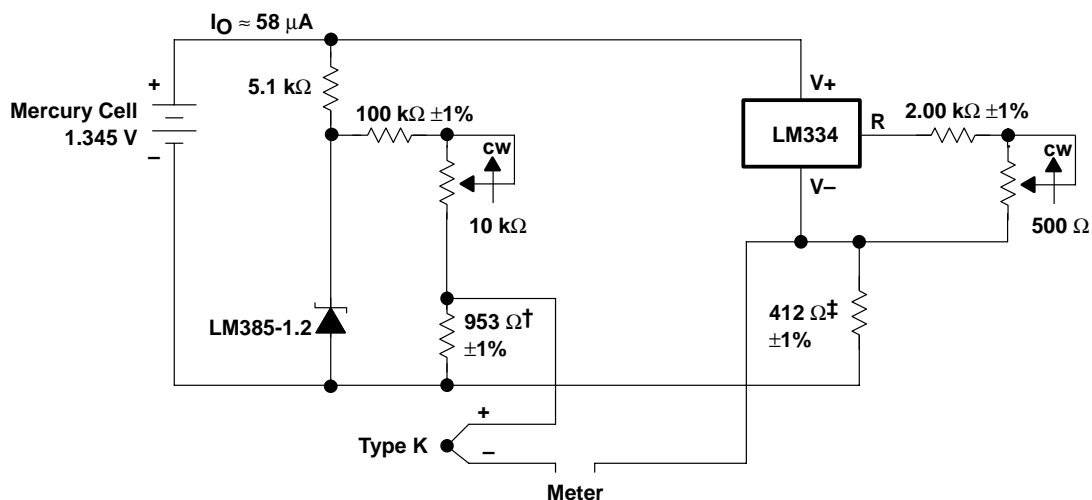 IO ≈ 58 μA
+
Mercury Cell
1.345 V
–
5.1 kΩ
100 kΩ ±1%
cw
10 kΩ
LM385-1.2
953 Ω†
±1%
V+
LM334
R
2.00 kΩ ±1%
cw
V–
500 Ω
412 Ω‡
±1%
+
Type K
–
Meter